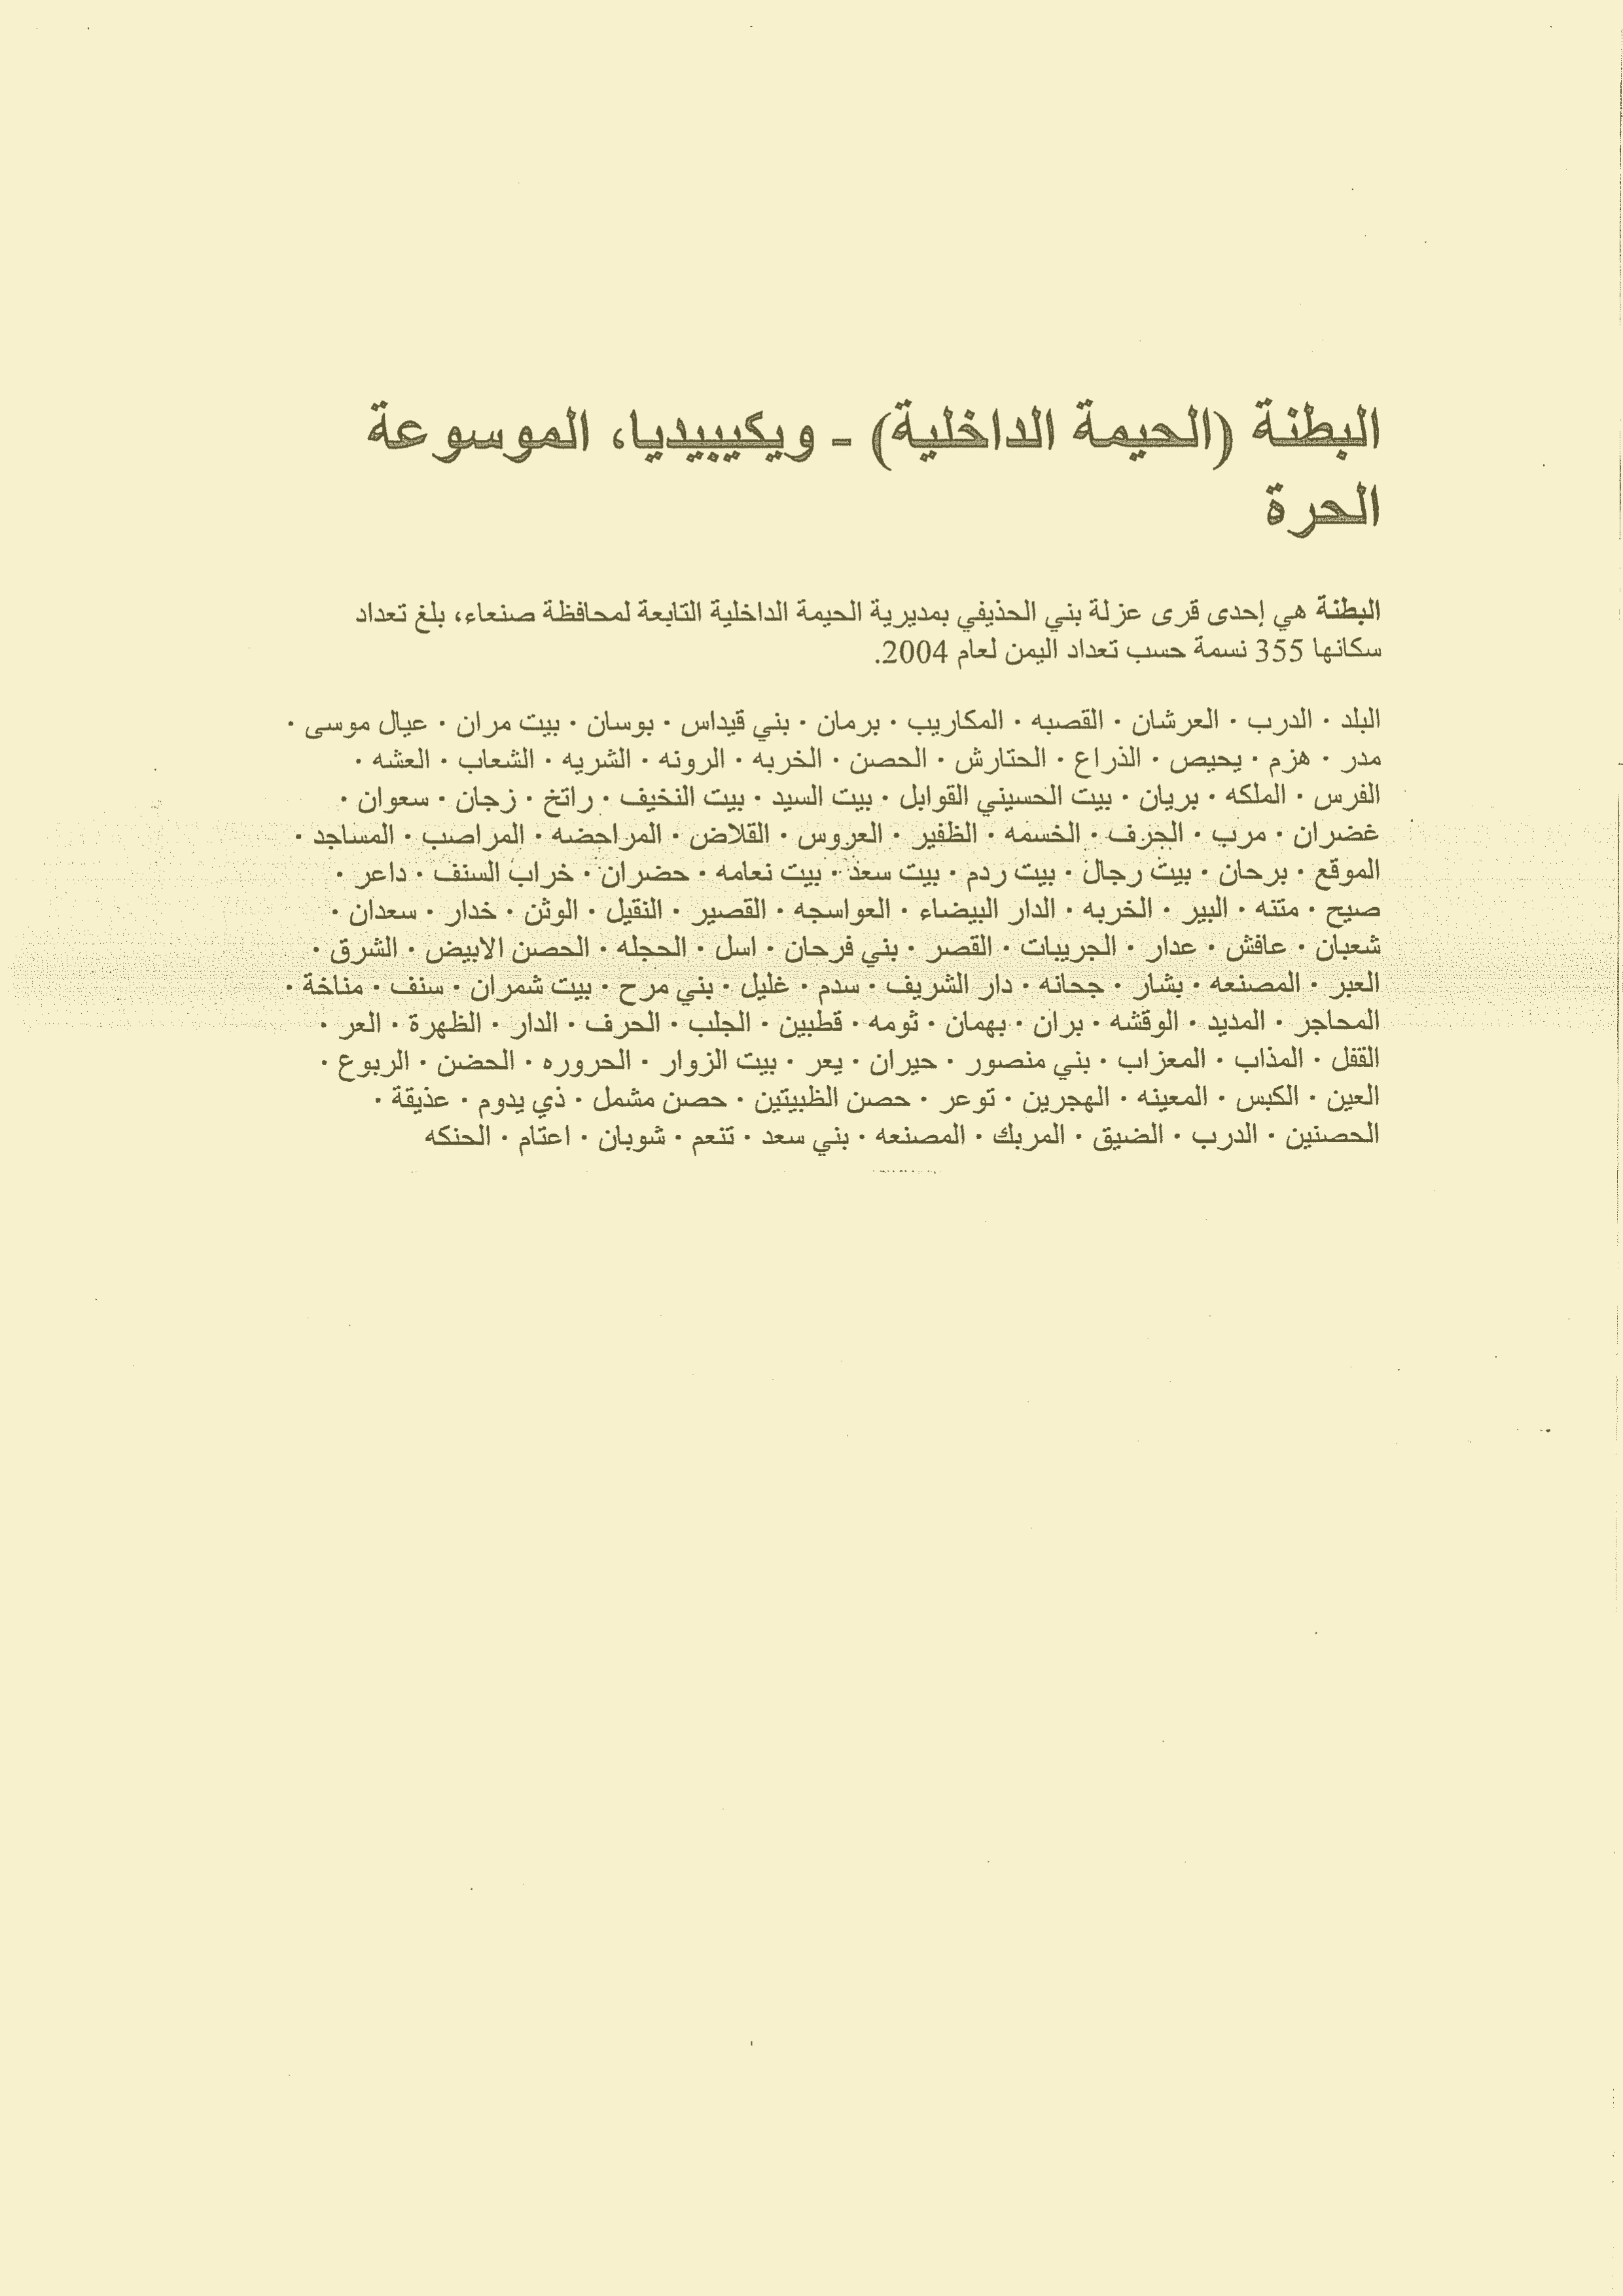 البطنة (الحيمة الداخلية) - ويكيبيديا، الموسوعة
الحرة
البطنة هي إحدى قرى عزلة بني الحذيفي بمديرية الحيمة الداخلية التابعة لمحافظة صنعاء، بلغ تعداد
سكانها 355 نسمة حسب تعداد اليمن لعام 2004.
البلد · الدرب · العرشان · القصبه · المكاريب · برمان · بني قيداس · بوسان · بيت مران · عيال موسى ·
مدر · هزم · يحيص · الذراع · الحتارش · الحصن · الخربه · الرونه · الشريه · الشعاب · العشه ·
الفرس · الملكه · بريان · بيت الحسيني القوابل · بيت السيد · بيت النخيف · راتخ · زجان · سعوان ·
غضران · مرب · الجرف · الخسمه · الظفير · العروس · القلاض · المراحضه · المراصب · المساجد ·
الموقع · برحان · بيت رجال · بيت ردم · بيت سعد · بيت نعامه · حضران · خراب السنف · داعر ·
صيح · متنه · البير · الخربه · الدار البيضاء · العواسجه · القصير · النقيل · الوثن · خدار · سعدان ·
شعبان · عافش · عدار · الجريبات · القصر · بني فرحان · اسل · الحجله · الحصن الابيض · الشرق ·
العبر · المصنعه · بشار · جحانه · دار الشريف · سدم · غليل · بني مرح · بيت شمران · سنف · مناخة ·
المحاجر · المديد · الوقشه · بران · بهمان · ثومه · قطبين · الجلب · الحرف · الدار · الظهرة · العر ·
القفل · المذاب · المعزاب · بني منصور · حيران · يعر · بيت الزوار · الحروره · الحضن · الربوع ·
العين · الكبس · المعينه · الهجرين · توعر · حصن الظبيتين · حصن مشمل · ذي يدوم · عذيقة ·
الحصنين · الدرب · الضيق · المربك · المصنعه · بني سعد · تنعم · شوبان · اعتام · الحنكه